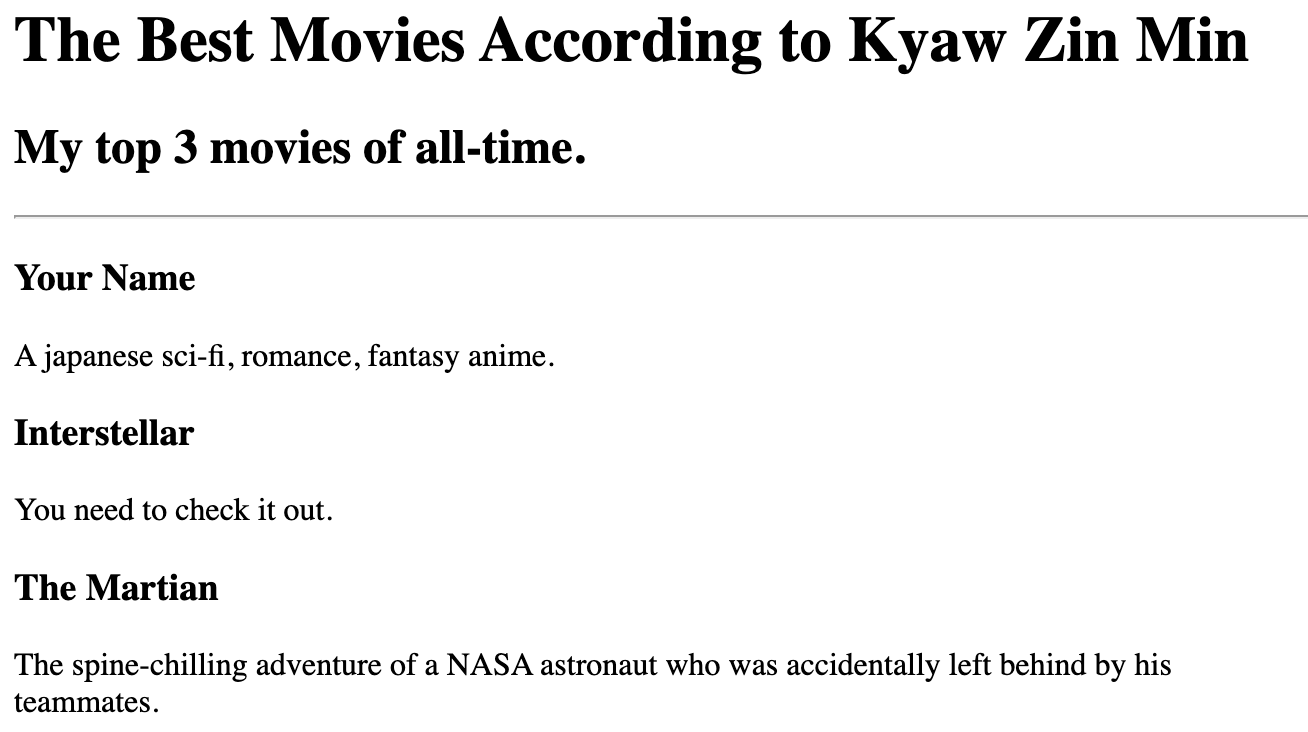 The Best Movies According to Kyaw Zin Min
My top 3 movies of all-time.
Your Name
A japanese sci-fi, romance, fantasy anime.
Interstellar
You need to check it out.
The Martian
The spine-chilling adventure of a NASA astronaut who was accidentally left behind by his
teammates.